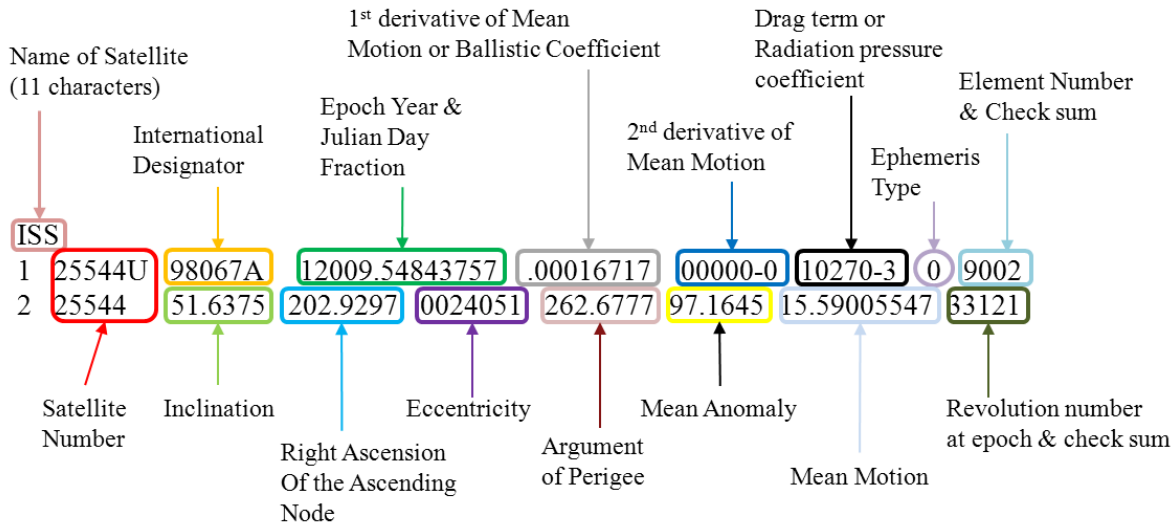 1st derivative of Mean
Motion or Ballistic Coefficient
Drag term or
Radiation pressure
coefficient
Name of Satellite
(11 characters)
Epoch Year &
Julian Day
Fraction
Element Number
& Check sum
International
Designator
2nd derivative of
Mean Motion
Ephemeris
Type
ISS
1 25544U 98067A 12009.54843757 .00016717 00000-0 10270-3 0 9002
2 25544 51.6375 202.9297 0024051 262.6777 97.1645 15.59005547 33121
Satellite
Number
Inclination
Right Ascension
Of the Ascending
Node
Eccentricity
Argument
of Perigee
Mean Anomaly
Mean Motion
Revolution number
at epoch & check sum